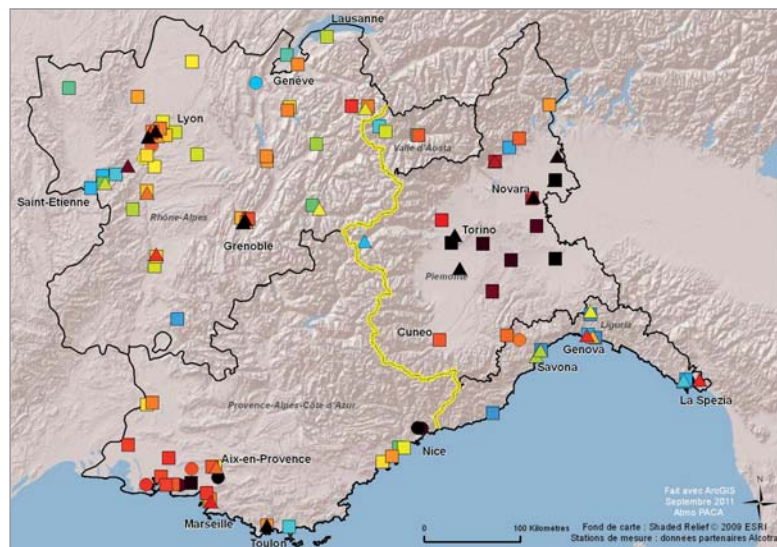 Lausanne
Genève
Lyon
Valle d'Aosta
Novara
Saint-Etienne
Rhône-Alpes
Grenoble
Torino
Piemonte
Cuneo
Liguria
Genova
Savona
La Spezia
Provence-Alpes-Côte d'Azur
Nice
Aix-en-Provence
Marseille
Toulon
Fait avec ArcGIS
Septembre 2011
Atmo PACA
0 100 Kilomètres
Fond de carte : Shaded Relief © 2009 ESRI
Stations de mesure : données partenaires Alcotra